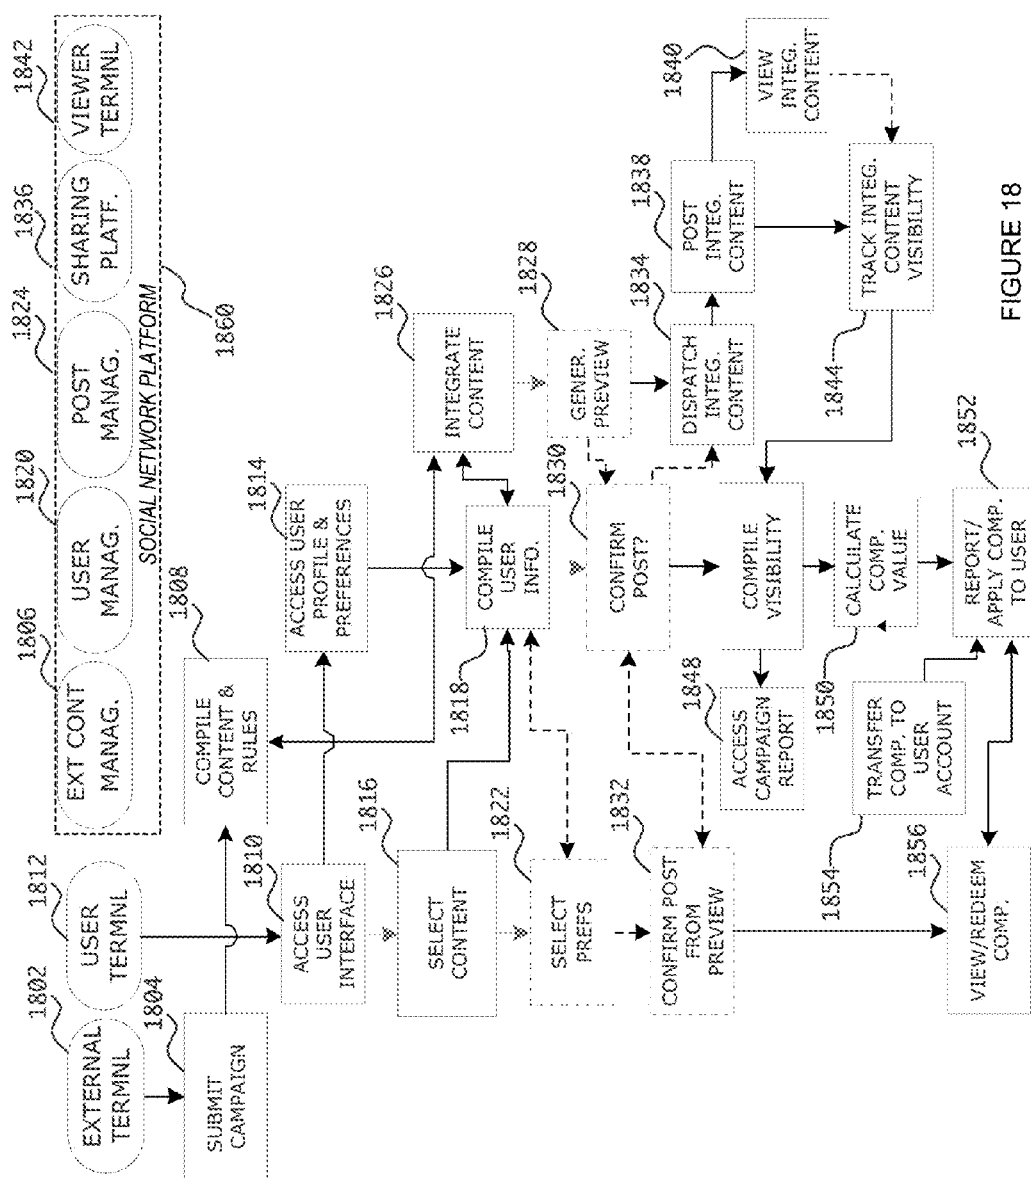 1802
EXTERNAL
TERMNL
1812
USER
TERMNL
1806
EXT CONT
MANAG.
1820
USER
MANAG.
1824
POST
MANAG.
1836
SHARING
PLATF.
1842
VIEWER
TERMNL
SOCIAL NETWORK PLATFORM
1860
1804
SUBMIT
CAMPAIGN
1808
COMPILE
CONTENT &
RULES
1810
ACCESS
USER
INTERFACE
1814
ACCESS USER
PROFILE &
PREFERENCES
1816
SELECT
CONTENT
1818
COMPILE
USER
INFO.
1826
INTEGRATE
CONTENT
1822
SELECT
PREFS
1828
GENER.
PREVIEW
1830
CONFIRM
POST?
1832
CONFIRM POST
FROM
PREVIEW
1834
DISPATCH
INTEG.
CONTENT
1838
POST
INTEG.
CONTENT
1840
VIEW
INTEG.
CONTENT
1844
TRACK INTEG.
CONTENT
VISIBILITY
COMPILE
VISIBILITY
1848
ACCESS
CAMPAIGN
REPORT
1850
CALCULATE
COMP.
VALUE
1852
REPORT/
APPLY COMP.
TO USER
1854
TRANSFER
COMP. TO
USER
ACCOUNT
1856
VIEW/REDEEM
COMP.
FIGURE 18